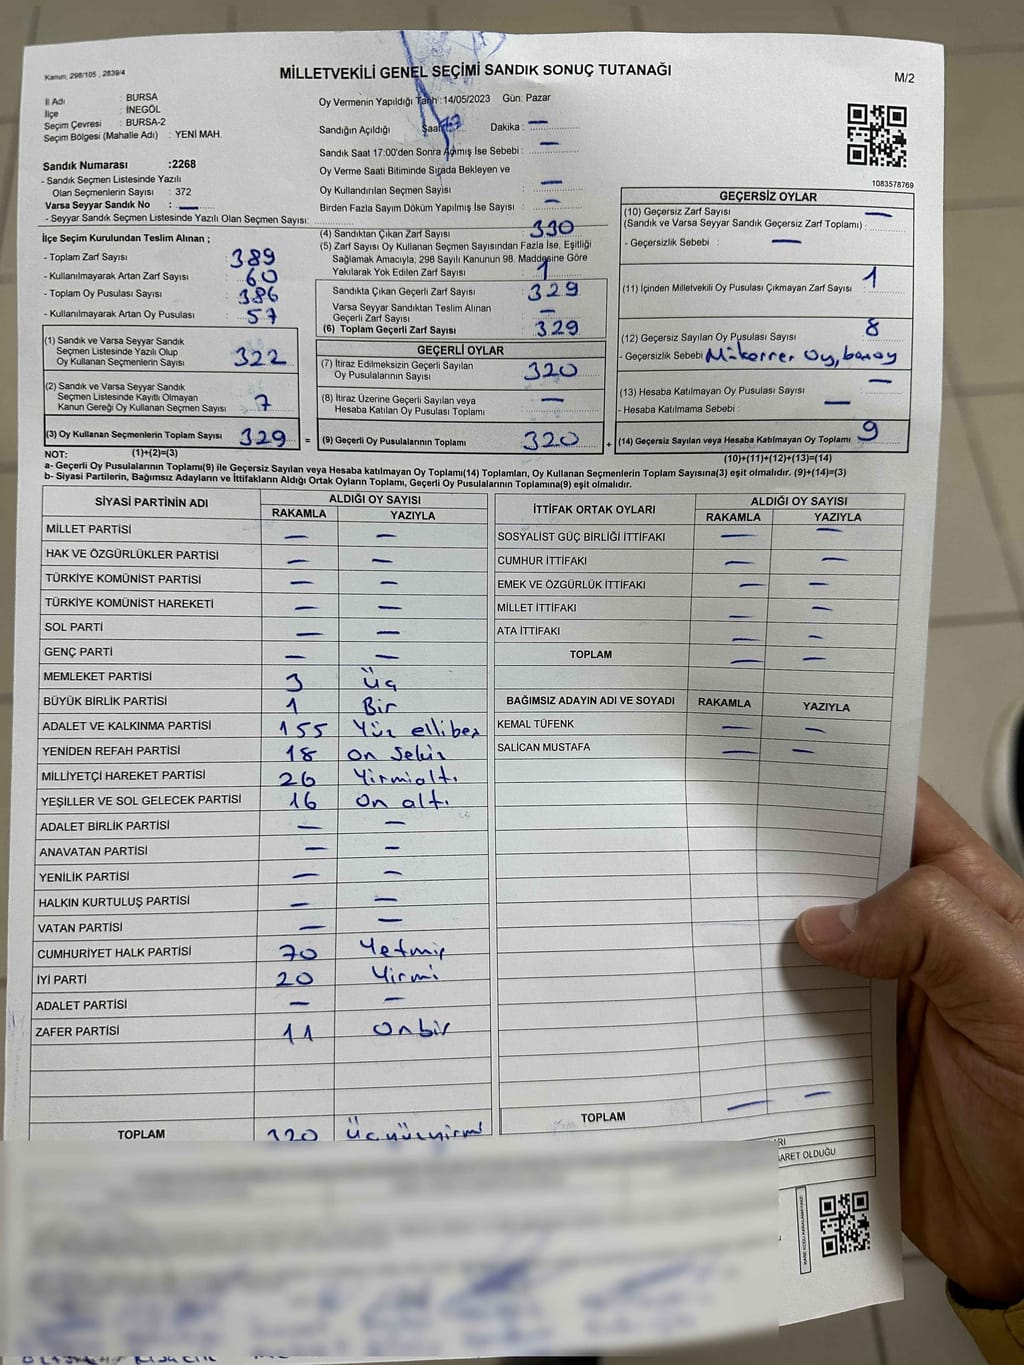 Kanun, 298/105 , 2839/4
MİLLETVEKİLİ GENEL SEÇİMİ SANDIK SONUÇ TUTANAĞI
M/2
İl Adı : BURSA
İlçe : İNEGÖL
Seçim Çevresi : BURSA-2
Seçim Bölgesi (Mahalle Adı) : YENİ MAH.
Sandık Numarası :2268
- Sandık Seçmen Listesinde Yazılı
Olan Seçmenlerin Sayısı : 372
Varsa Seyyar Sandık No : —
- Seyyar Sandık Seçmen Listesinde Yazılı Olan Seçmen Sayısı:
Oy Vermenin Yapıldığı Tarih :14/05/2023 Gün: Pazar
Sandığın Açıldığı Saat 17 Dakika : —
Sandık Saat 17:00'den Sonra Açılmış İse Sebebi : —
Oy Verme Saati Bitiminde Sırada Bekleyen ve
Oy Kullandırılan Seçmen Sayısı —
Birden Fazla Sayım Döküm Yapılmış İse Sayısı : —
1083578769
İlçe Seçim Kurulundan Teslim Alınan ;
- Toplam Zarf Sayısı : 389
- Kullanılmayarak Artan Zarf Sayısı : 60
- Toplam Oy Pusulası Sayısı : 386
- Kullanılmayarak Artan Oy Pusulası : 57
(1) Sandık ve Varsa Seyyar Sandık
Seçmen Listesinde Yazılı Olup
Oy Kullanan Seçmenlerin Sayısı 322
(2) Sandık ve Varsa Seyyar Sandık
Seçmen Listesinde Kayıtlı Olmayan
Kanun Gereği Oy Kullanan Seçmen Sayısı 7
(3) Oy Kullanan Seçmenlerin Toplam Sayısı 329 =
(1)+(2)=(3)
(4) Sandıktan Çıkan Zarf Sayısı : 330
(5) Zarf Sayısı Oy Kullanan Seçmen Sayısından Fazla İse, Eşitliği
Sağlamak Amacıyla; 298 Sayılı Kanunun 98. Maddesine Göre
Yakılarak Yok Edilen Zarf Sayısı : 1
Sandıkta Çıkan Geçerli Zarf Sayısı : 329
Varsa Seyyar Sandıktan Teslim Alınan
Geçerli Zarf Sayısı : —
(6) Toplam Geçerli Zarf Sayısı : 329
GEÇERLİ OYLAR
(7) İtiraz Edilmeksizin Geçerli Sayılan
Oy Pusulalarının Sayısı 320
(8) İtiraz Üzerine Geçerli Sayılan veya
Hesaba Katılan Oy Pusulası Toplamı —
(9) Geçerli Oy Pusulalarının Toplamı 320 +
GEÇERSİZ OYLAR
(10) Geçersiz Zarf Sayısı —
(Sandık ve Varsa Seyyar Sandık Geçersiz Zarf Toplamı) :
- Geçersizlik Sebebi : —
(11) İçinden Milletvekili Oy Pusulası Çıkmayan Zarf Sayısı : 1
(12) Geçersiz Sayılan Oy Pusulası Sayısı : 8
- Geçersizlik Sebebi Mükerrer Oy, boş oy
(13) Hesaba Katılmayan Oy Pusulası Sayısı —
- Hesaba Katılmama Sebebi : —
(14) Geçersiz Sayılan veya Hesaba Katılmayan Oy Toplamı 9
(10)+(11)+(12)+(13)=(14)
NOT:
a- Geçerli Oy Pusulalarının Toplamı(9) ile Geçersiz Sayılan veya Hesaba katılmayan Oy Toplamı(14) Toplamları, Oy Kullanan Seçmenlerin Toplam Sayısına(3) eşit olmalıdır. (9)+(14)=(3)
b- Siyasi Partilerin, Bağımsız Adayların ve İttifakların Aldığı Ortak Oyların Toplamı, Geçerli Oy Pusulalarının Toplamına(9) eşit olmalıdır.
SİYASİ PARTİNİN ADI ALDIĞI OY SAYISI
RAKAMLA YAZIYLA
MİLLET PARTİSİ — —
HAK VE ÖZGÜRLÜKLER PARTİSİ — —
TÜRKİYE KOMÜNİST PARTİSİ — —
TÜRKİYE KOMÜNİST HAREKETİ — —
SOL PARTİ — —
GENÇ PARTİ — —
MEMLEKET PARTİSİ 3 Üç
BÜYÜK BİRLİK PARTİSİ 1 Bir
ADALET VE KALKINMA PARTİSİ 155 Yüz ellibeş
YENİDEN REFAH PARTİSİ 18 on sekiz
MİLLİYETÇİ HAREKET PARTİSİ 26 Yirmialtı
YEŞİLLER VE SOL GELECEK PARTİSİ 16 on altı
ADALET BİRLİK PARTİSİ — —
ANAVATAN PARTİSİ — —
YENİLİK PARTİSİ — —
HALKIN KURTULUŞ PARTİSİ — —
VATAN PARTİSİ — —
CUMHURİYET HALK PARTİSİ 70 Yetmiş
İYİ PARTİ 20 Yirmi
ADALET PARTİSİ — —
ZAFER PARTİSİ 11 onbir
TOPLAM 320 Üçyüzyirmi
İTTİFAK ORTAK OYLARI ALDIĞI OY SAYISI
RAKAMLA YAZIYLA
SOSYALİST GÜÇ BİRLİĞİ İTTİFAKI — —
CUMHUR İTTİFAKI — —
EMEK VE ÖZGÜRLÜK İTTİFAKI — —
MİLLET İTTİFAKI — —
ATA İTTİFAKI — —
TOPLAM — —
BAĞIMSIZ ADAYIN ADI VE SOYADI RAKAMLA YAZIYLA
KEMAL TÜFENK — —
SALİCAN MUSTAFA — —
TOPLAM — —
ARET OLDUĞU